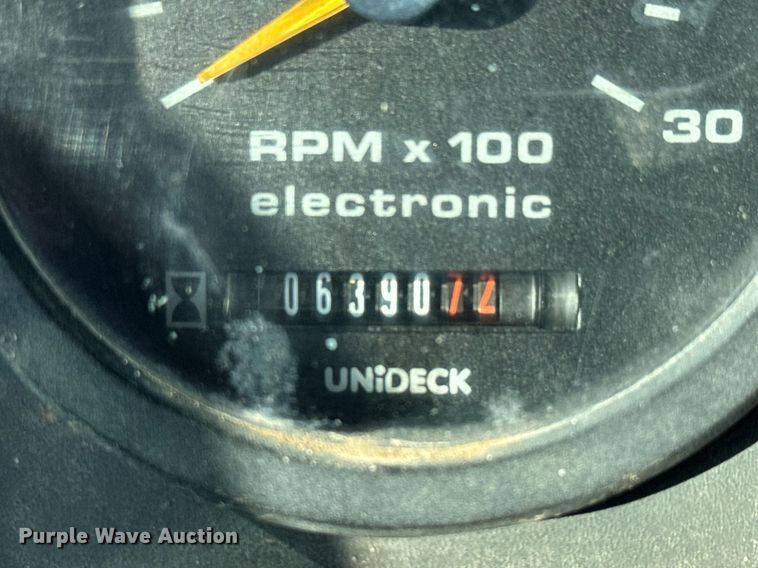 30
RPM x 100
electronic
0639072
UNiDECK
Purple Wave Auction®